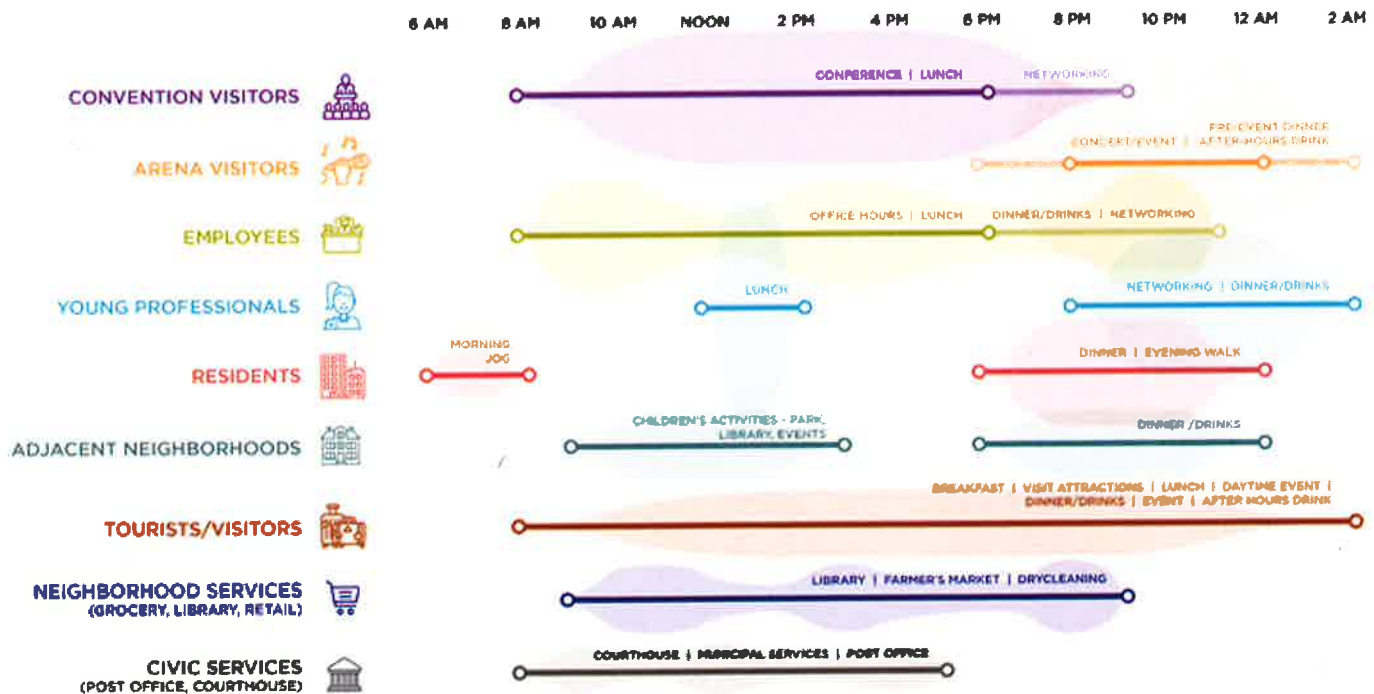 6 AM 8 AM 10 AM NOON 2 PM 4 PM 6 PM 8 PM 10 PM 12 AM 2 AM
CONVENTION VISITORS
CONFERENCE | LUNCH
NETWORKING
ARENA VISITORS
PRE-EVENT DINNER
CONCERT/EVENT | AFTER-HOURS DRINK
EMPLOYEES
OFFICE HOURS | LUNCH
DINNER/DRINKS | NETWORKING
YOUNG PROFESSIONALS
LUNCH
NETWORKING | DINNER/DRINKS
RESIDENTS
MORNING
JOG
DINNER | EVENING WALK
ADJACENT NEIGHBORHOODS
CHILDREN'S ACTIVITIES - PARK,
LIBRARY, EVENTS
DINNER /DRINKS
TOURISTS/VISITORS
BREAKFAST | VISIT ATTRACTIONS | LUNCH | DAYTIME EVENT |
DINNER/DRINKS | EVENT | AFTER HOURS DRINK
NEIGHBORHOOD SERVICES
(GROCERY, LIBRARY, RETAIL)
LIBRARY | FARMER'S MARKET | DRYCLEANING
CIVIC SERVICES
(POST OFFICE, COURTHOUSE)
COURTHOUSE | MUNICIPAL SERVICES | POST OFFICE